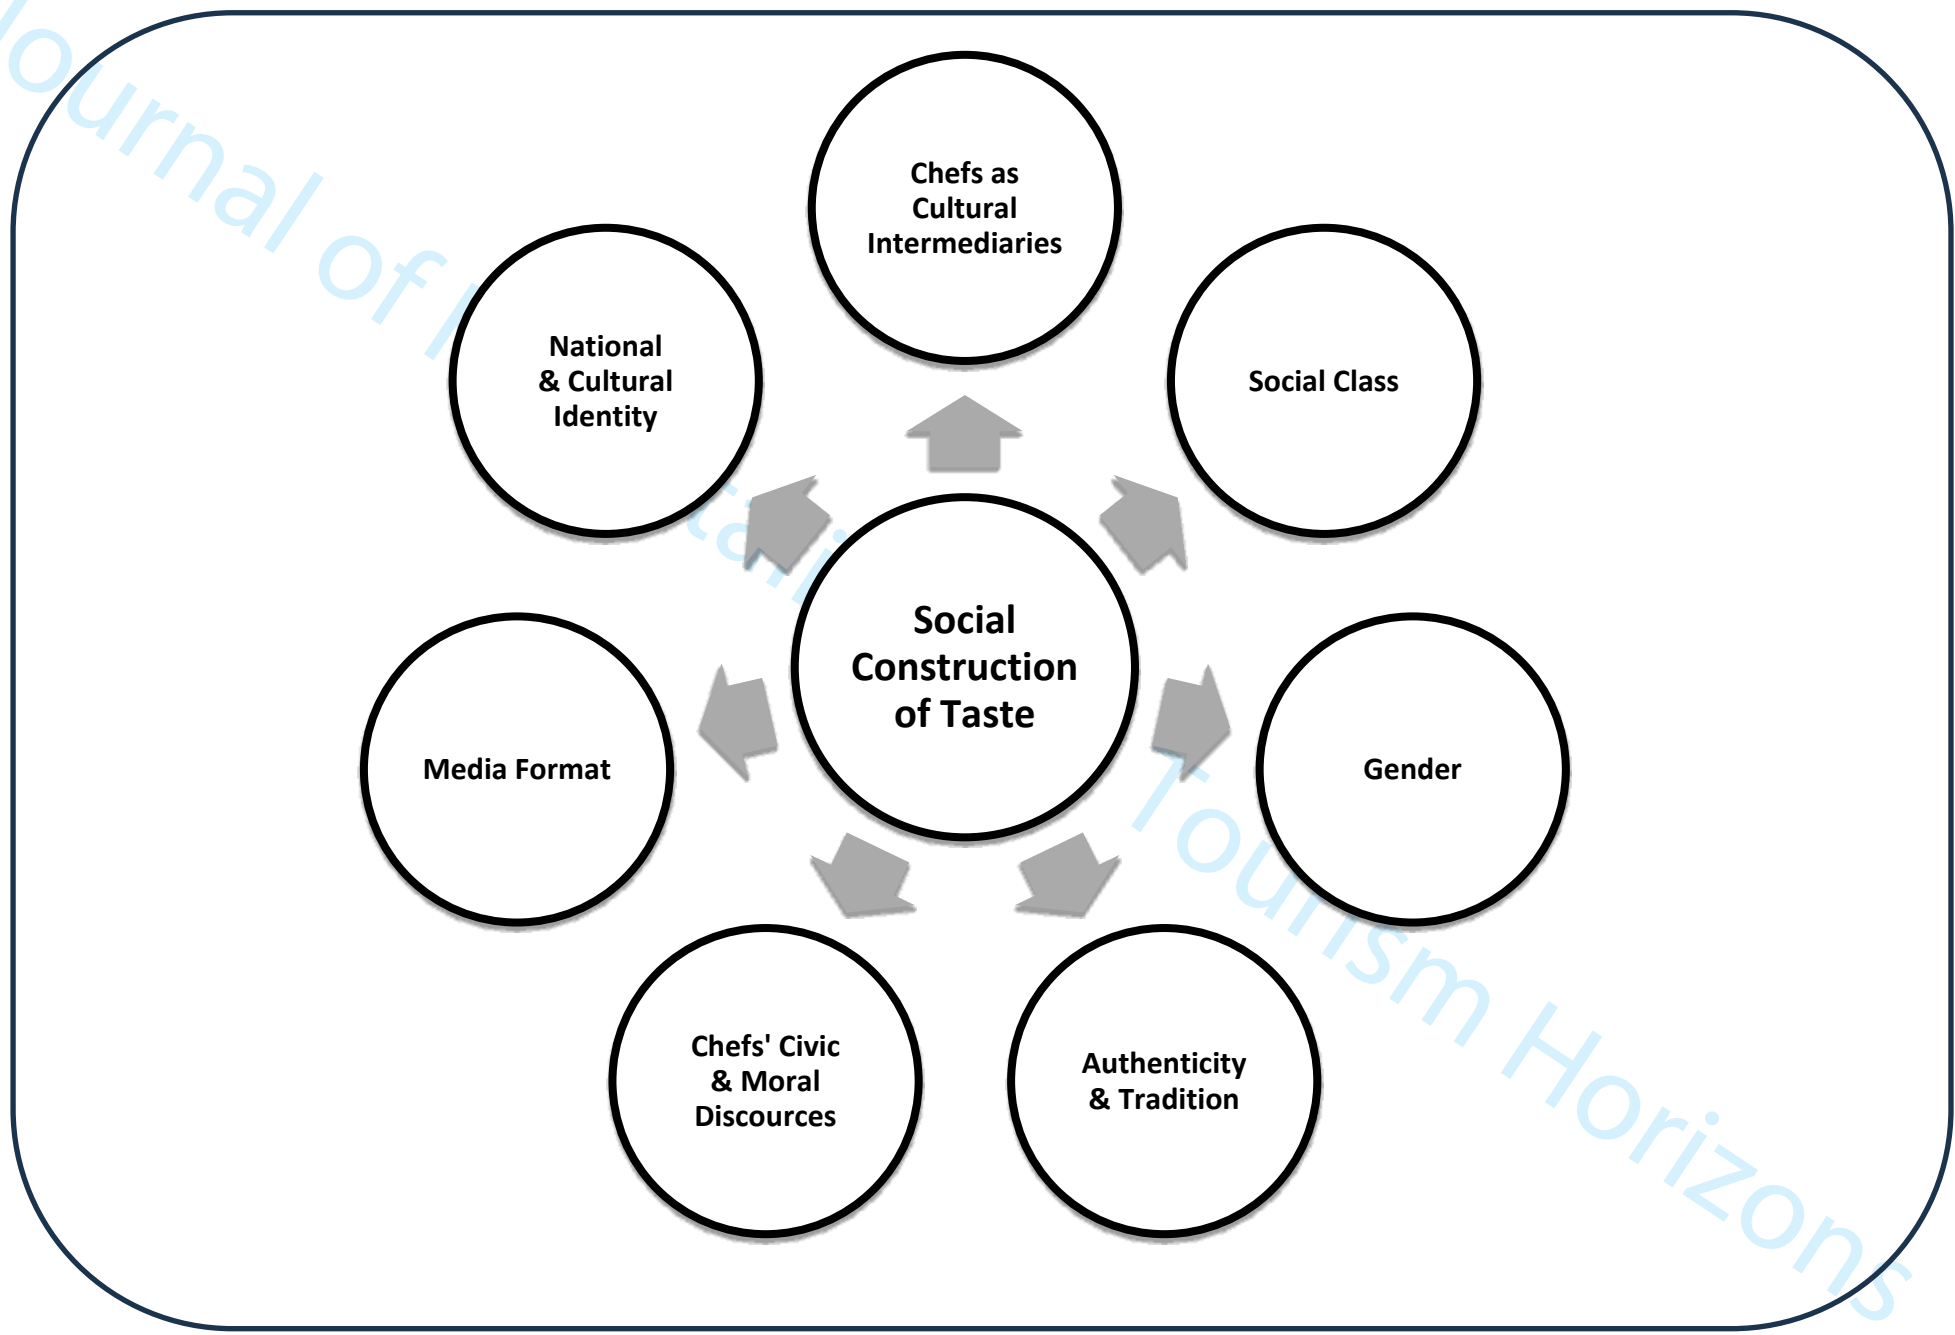 Chefs as
Cultural
Intermediaries
Social Class
Gender
Authenticity
& Tradition
Chefs' Civic
& Moral
Discources
Media Format
National
& Cultural
Identity
Social
Construction
of Taste
Journal of
Tourism Horizons